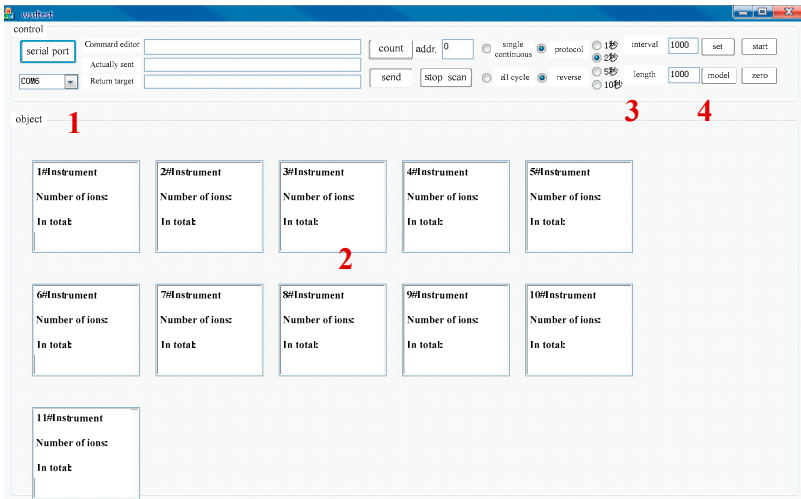 wsdtest
control
serial port
Command editor
count
addr.
0
single
continuous
protocol
1秒
2秒
interval
1000
set
start
Actually sent
COM6
Return target
send
stop scan
all cycle
reverse
5秒
10秒
length
1000
model
zero
1
3
4
object
1#Instrument
Number of ions:
In total:
2#Instrument
Number of ions:
In total:
3#Instrument
Number of ions:
In total:
4#Instrument
Number of ions:
In total:
5#Instrument
Number of ions:
In total:
2
6#Instrument
Number of ions:
In total:
7#Instrument
Number of ions:
In total:
8#Instrument
Number of ions:
In total:
9#Instrument
Number of ions:
In total:
10#Instrument
Number of ions:
In total:
11#Instrument
Number of ions:
In total: